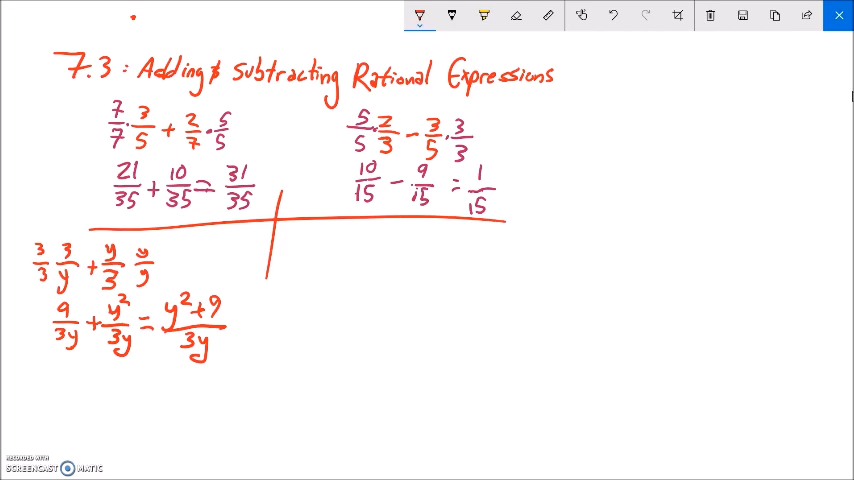 7.3: Adding & Subtracting Rational Expressions
7/7 · 3/5 + 2/7 · 5/5
21/35 + 10/35 = 31/35
5/5 · 2/3 − 3/5 · 3/3
10/15 − 9/15 = 1/15
3/3 3/y + y/3 y/y
9/3y + y²/3y = y²+9/3y
RECORDED WITH
SCREENCAST MATIC